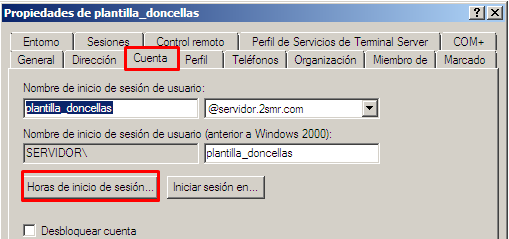 Propiedades de plantilla_doncellas
Entorno Sesiones Control remoto Perfil de Servicios de Terminal Server COM+
General Dirección Cuenta Perfil Teléfonos Organización Miembro de Marcado
Nombre de inicio de sesión de usuario:
plantilla_doncellas @servidor.2smr.com
Nombre de inicio de sesión de usuario (anterior a Windows 2000):
SERVIDOR\ plantilla_doncellas
Horas de inicio de sesión... Iniciar sesión en...
Desbloquear cuenta